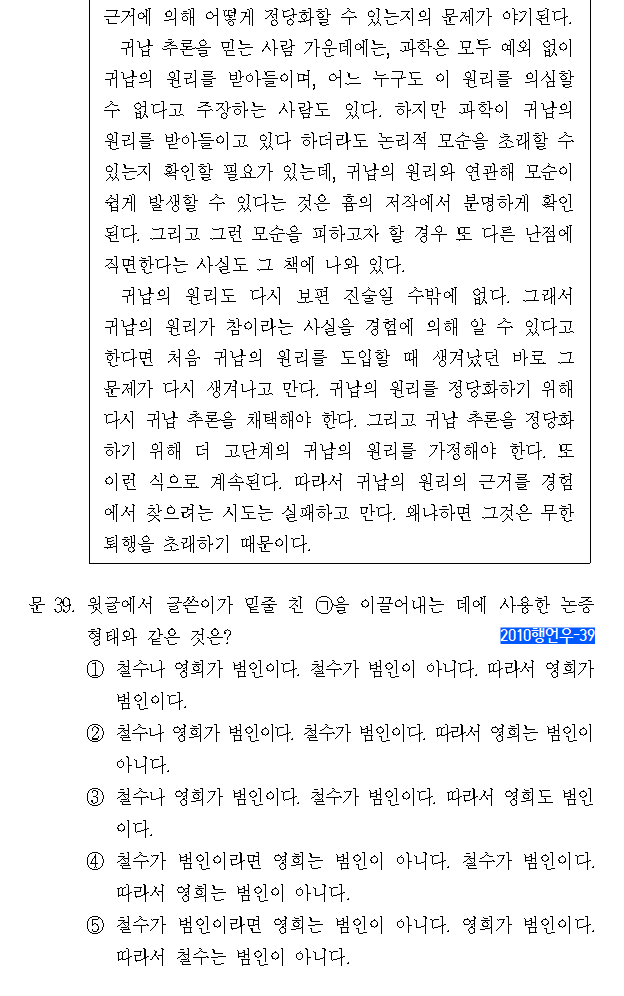 근거에 의해 어떻게 정당화할 수 있는지의 문제가 야기된다.
귀납 추론을 믿는 사람 가운데에는, 과학은 모두 예외 없이
귀납의 원리를 받아들이며, 어느 누구도 이 원리를 의심할
수 없다고 주장하는 사람도 있다. 하지만 과학이 귀납의
원리를 받아들이고 있다 하더라도 논리적 모순을 초래할 수
있는지 확인할 필요가 있는데, 귀납의 원리와 연관해 모순이
쉽게 발생할 수 있다는 것은 흄의 저작에서 분명하게 확인
된다. 그리고 그런 모순을 피하고자 할 경우 또 다른 난점에
직면한다는 사실도 그 책에 나와 있다.
귀납의 원리도 다시 보편 진술일 수밖에 없다. 그래서
귀납의 원리가 참이라는 사실을 경험에 의해 알 수 있다고
한다면 처음 귀납의 원리를 도입할 때 생겨났던 바로 그
문제가 다시 생겨나고 만다. 귀납의 원리를 정당화하기 위해
다시 귀납 추론을 채택해야 한다. 그리고 귀납 추론을 정당화
하기 위해 더 고단계의 귀납의 원리를 가정해야 한다. 또
이런 식으로 계속된다. 따라서 귀납의 원리의 근거를 경험
에서 찾으려는 시도는 실패하고 만다. 왜냐하면 그것은 무한
퇴행을 초래하기 때문이다.
문 39. 윗글에서 글쓴이가 밑줄 친 ㉠을 이끌어내는 데에 사용한 논증
형태와 같은 것은? 2010행언우-39
① 철수나 영희가 범인이다. 철수가 범인이 아니다. 따라서 영희가
범인이다.
② 철수나 영희가 범인이다. 철수가 범인이다. 따라서 영희는 범인이
아니다.
③ 철수나 영희가 범인이다. 철수가 범인이다. 따라서 영희도 범인
이다.
④ 철수가 범인이라면 영희는 범인이 아니다. 철수가 범인이다.
따라서 영희는 범인이 아니다.
⑤ 철수가 범인이라면 영희는 범인이 아니다. 영희가 범인이다.
따라서 철수는 범인이 아니다.